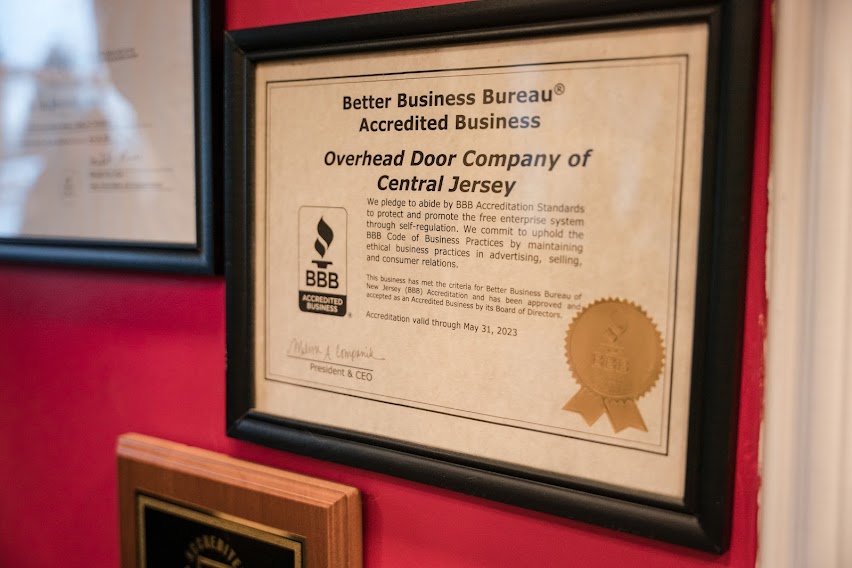 Better Business Bureau®
Accredited Business
Overhead Door Company of
Central Jersey
We pledge to abide by BBB Accreditation Standards
to protect and promote the free enterprise system
through self-regulation. We commit to uphold the
BBB Code of Business Practices by maintaining
ethical business practices in advertising, selling,
and consumer relations.
This business has met the criteria for Better Business Bureau of
New Jersey (BBB) Accreditation and has been approved and
accepted as an Accredited Business by its Board of Directors.
Accreditation valid through May 31, 2023
BBB
ACCREDITED
BUSINESS
®
President & CEO
BBB